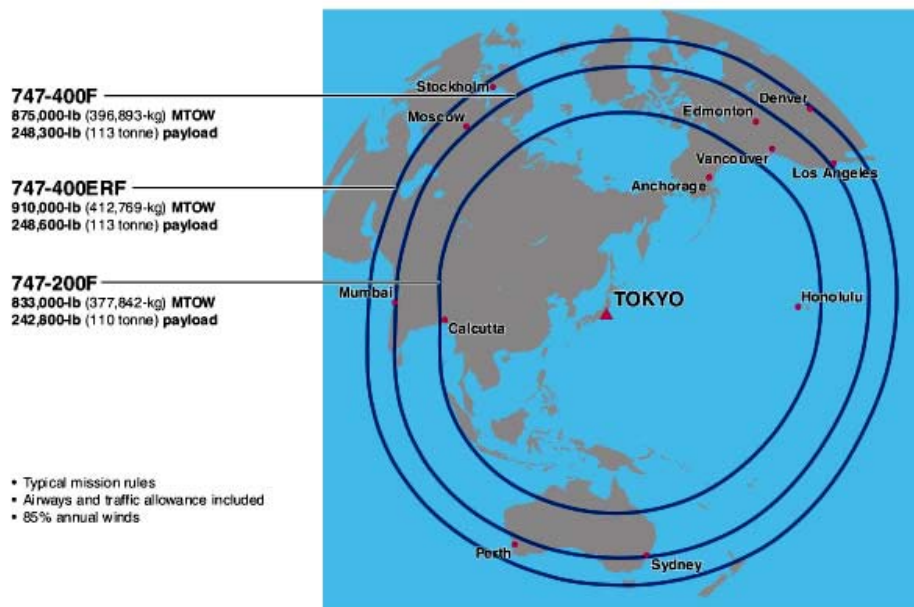 747-400F
875,000-lb (396,893-kg) MTOW
248,300-lb (113 tonne) payload
747-400ERF
910,000-lb (412,769-kg) MTOW
248,600-lb (113 tonne) payload
747-200F
833,000-lb (377,842-kg) MTOW
242,800-lb (110 tonne) payload
• Typical mission rules
• Airways and traffic allowance included
• 85% annual winds
Stockholm
Moscow
Denver
Edmonton
Vancouver
Los Angeles
Anchorage
Mumbai
TOKYO
Honolulu
Calcutta
Perth
Sydney